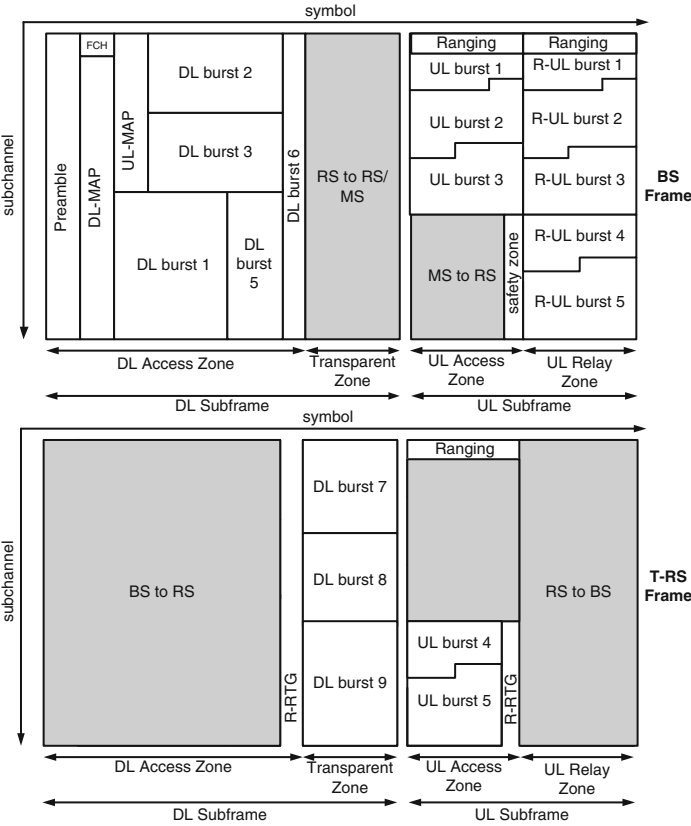 symbol
subchannel
Preamble
FCH
DL-MAP
UL-MAP
DL burst 2
DL burst 3
DL burst 1
DL
burst
5
DL burst 6
RS to RS/
MS
Ranging
UL burst 1
UL burst 2
UL burst 3
MS to RS
safety zone
Ranging
R-UL burst 1
R-UL burst 2
R-UL burst 3
R-UL burst 4
R-UL burst 5
BS
Frame
DL Access Zone
Transparent
Zone
UL Access
Zone
UL Relay
Zone
DL Subframe
UL Subframe
symbol
subchannel
BS to RS
R-RTG
DL burst 7
DL burst 8
DL burst 9
Ranging
UL burst 4
UL burst 5
R-RTG
RS to BS
T-RS
Frame
DL Access Zone
Transparent
Zone
UL Access
Zone
UL Relay
Zone
DL Subframe
UL Subframe